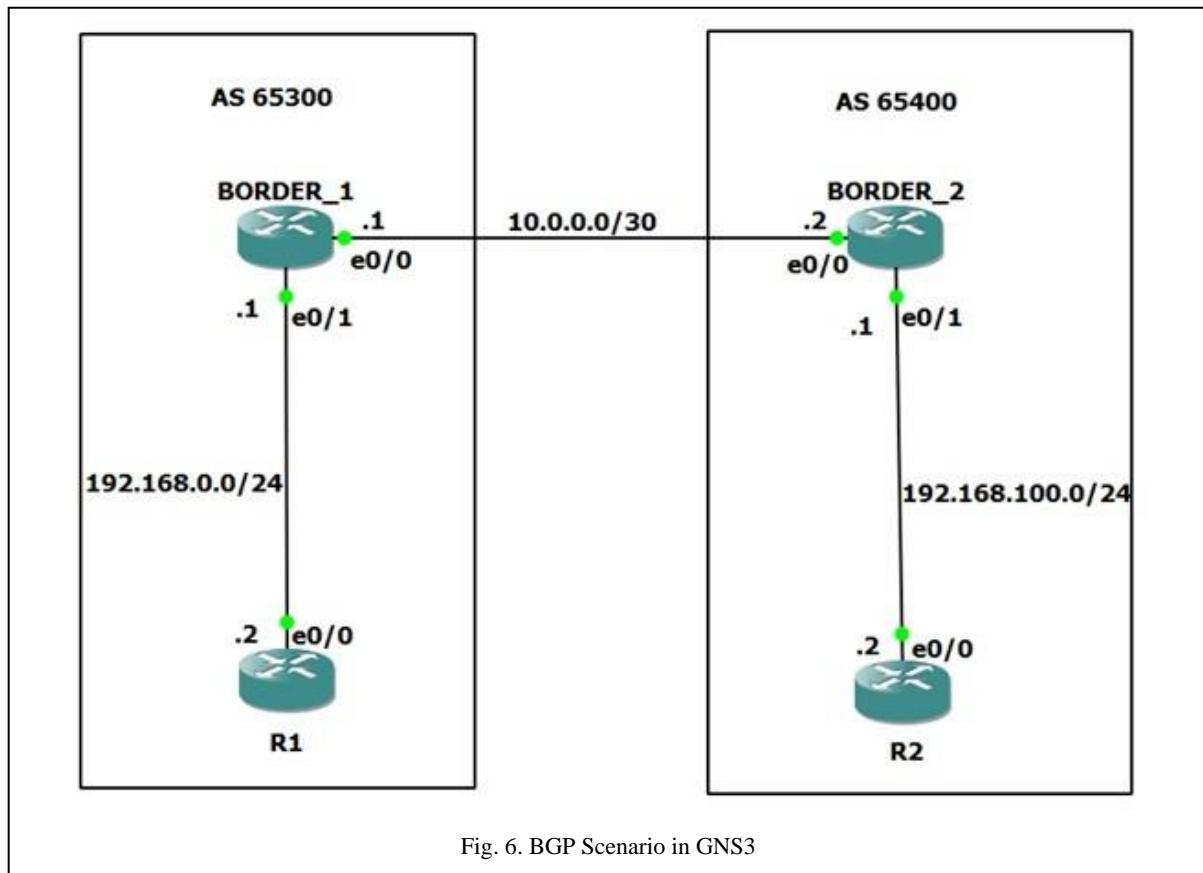 AS 65300
AS 65400
BORDER_1
BORDER_2
.1
10.0.0.0/30
.2
e0/0
e0/0
.1
e0/1
.1
e0/1
192.168.0.0/24
192.168.100.0/24
.2
e0/0
.2
e0/0
R1
R2
Fig. 6. BGP Scenario in GNS3